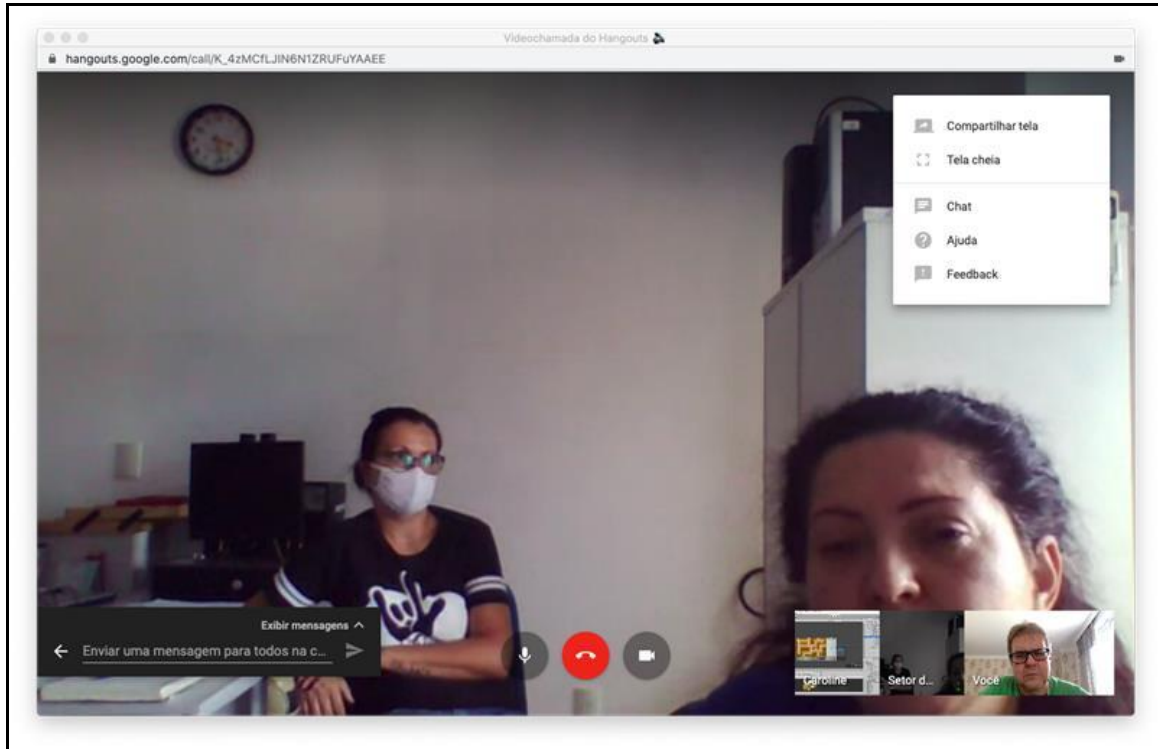 Videochamada do Hangouts
hangouts.google.com/call/K_4zMCfLJIN6N1ZRUFuYAAEE
Compartilhar tela
Tela cheia
Chat
Ajuda
Feedback
Exibir mensagens
Enviar uma mensagem para todos na c...
Caroline
Setor d...
Você